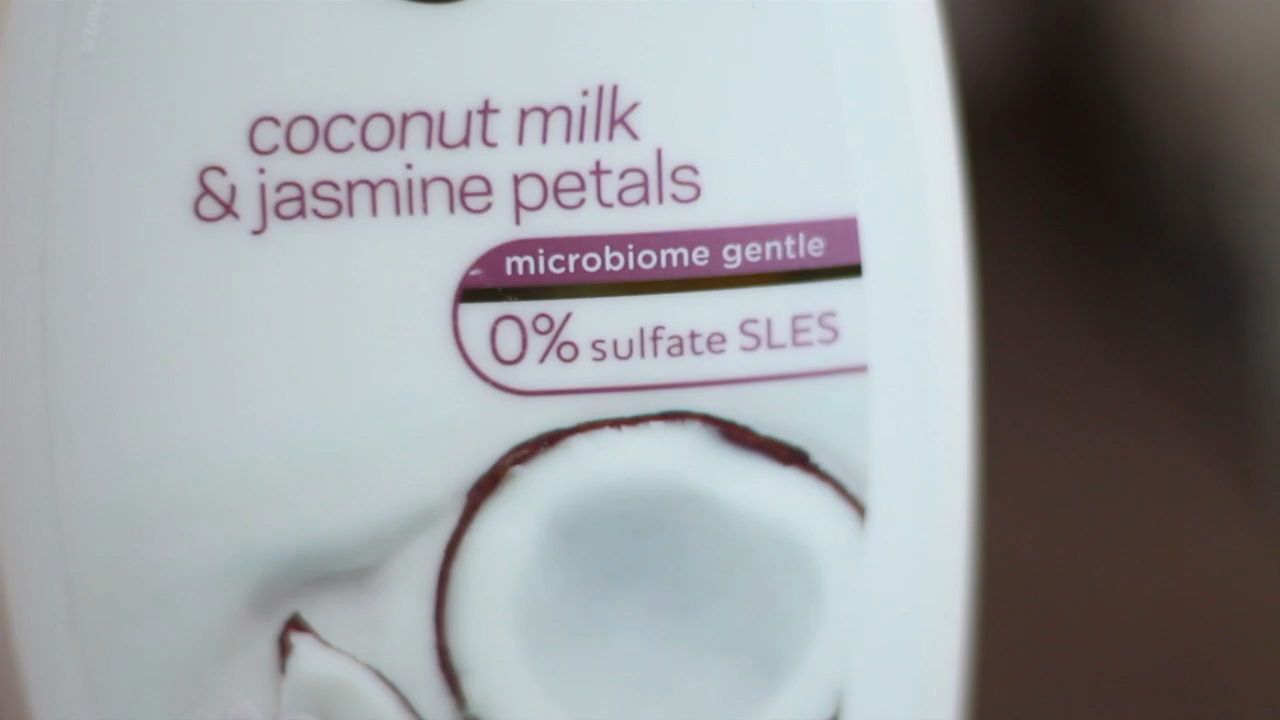 coconut milk
& jasmine petals
microbiome gentle
0% sulfate SLES